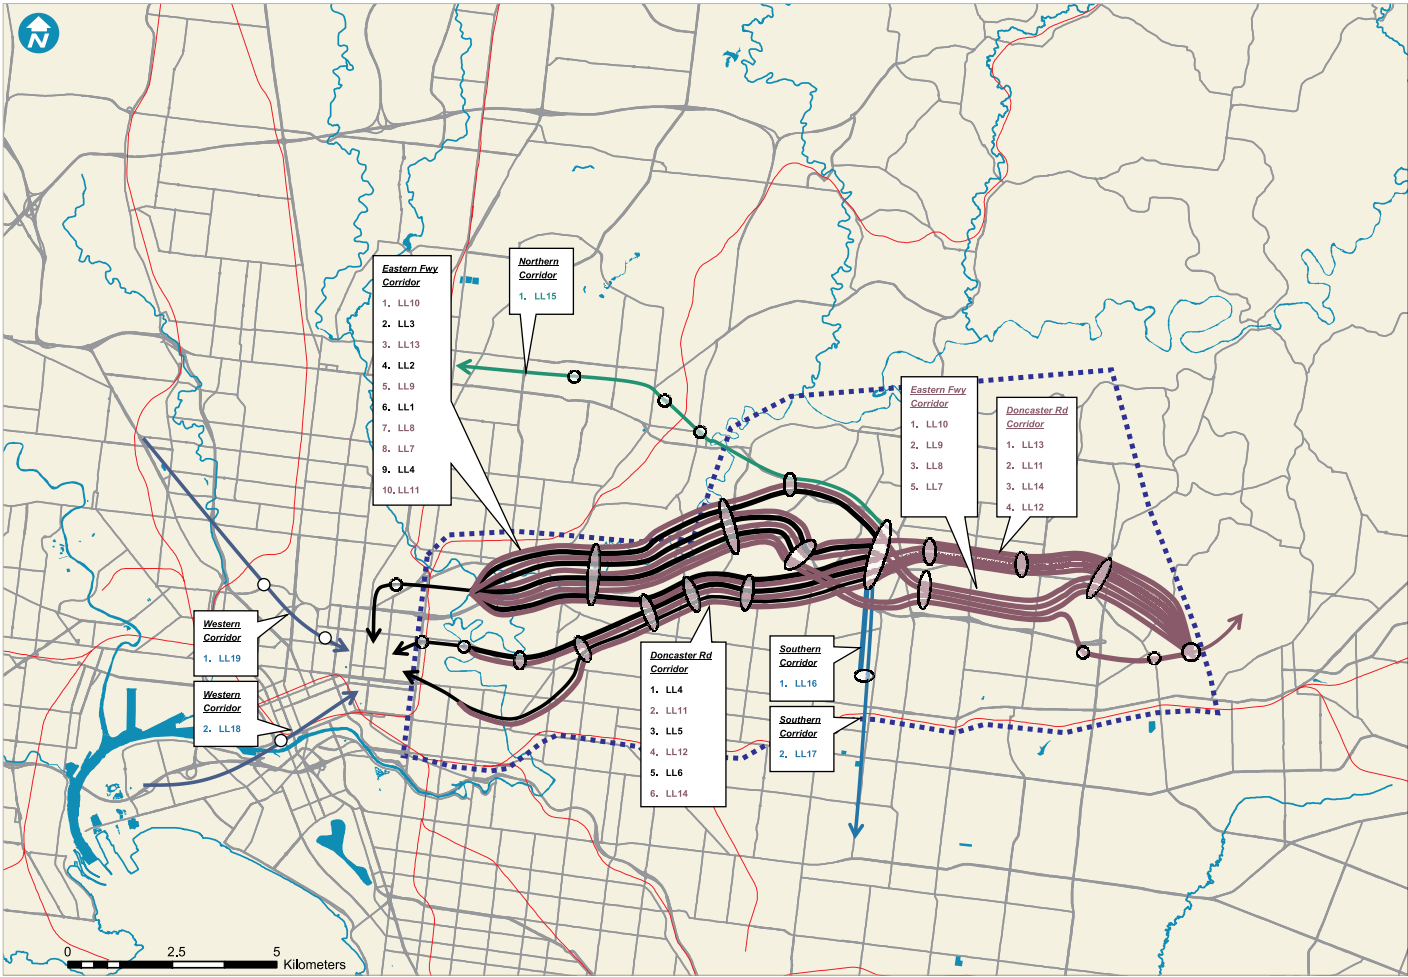 N
Eastern Fwy
Corridor
1. LL10
2. LL3
3. LL13
4. LL2
5. LL9
6. LL1
7. LL8
8. LL7
9. LL4
10. LL11
Northern
Corridor
1. LL15
Eastern Fwy
Corridor
1. LL10
2. LL9
3. LL8
5. LL7
Doncaster Rd
Corridor
1. LL13
2. LL11
3. LL14
4. LL12
Western
Corridor
1. LL19
Western
Corridor
2. LL18
Doncaster Rd
Corridor
1. LL4
2. LL11
3. LL5
4. LL12
5. LL6
6. LL14
Southern
Corridor
1. LL16
Southern
Corridor
2. LL17
0 2.5 5
Kilometers